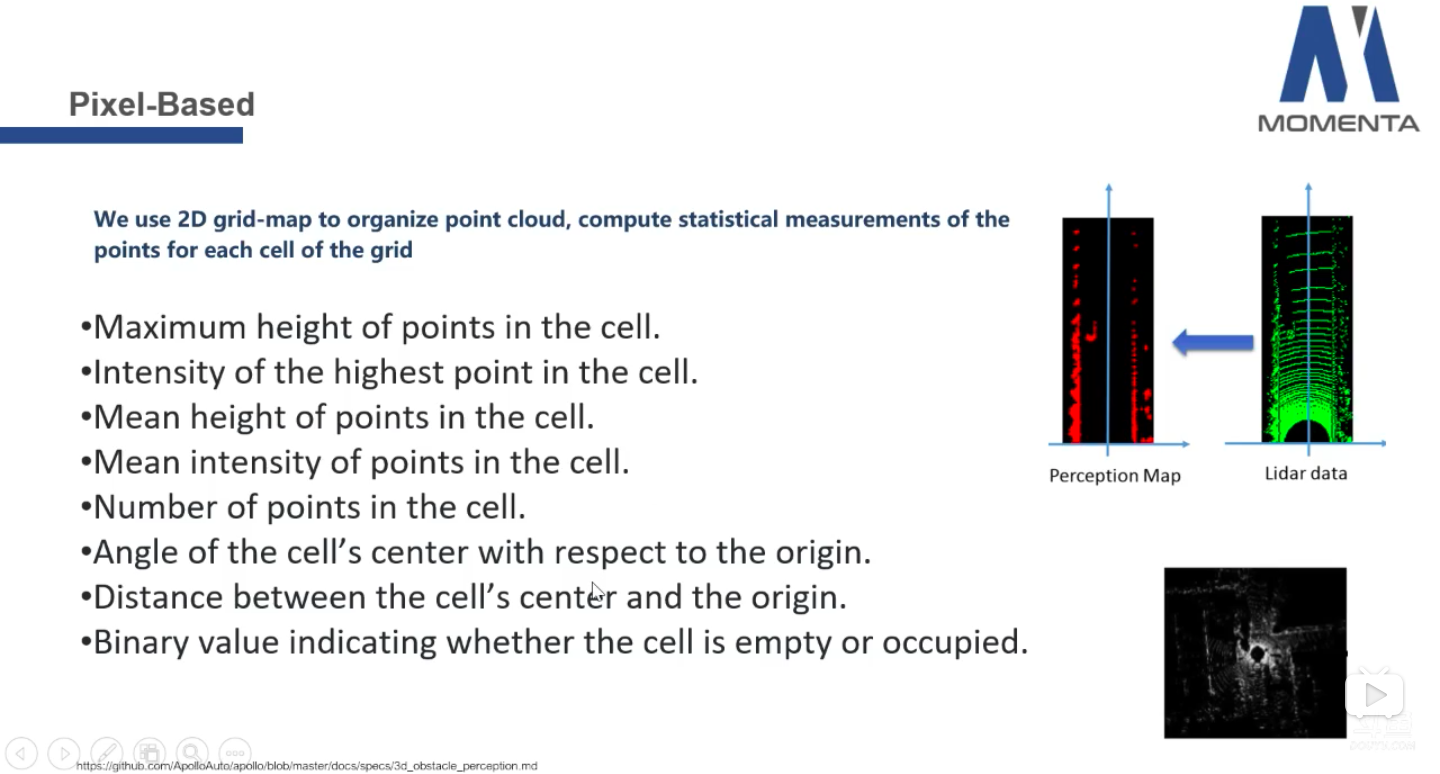 Pixel-Based
MOMENTA
We use 2D grid-map to organize point cloud, compute statistical measurements of the
points for each cell of the grid
•Maximum height of points in the cell.
•Intensity of the highest point in the cell.
•Mean height of points in the cell.
•Mean intensity of points in the cell.
•Number of points in the cell.
•Angle of the cell's center with respect to the origin.
•Distance between the cell's center and the origin.
•Binary value indicating whether the cell is empty or occupied.
Perception Map
Lidar data
https://github.com/ApolloAuto/apollo/blob/master/docs/specs/3d_obstacle_perception.md